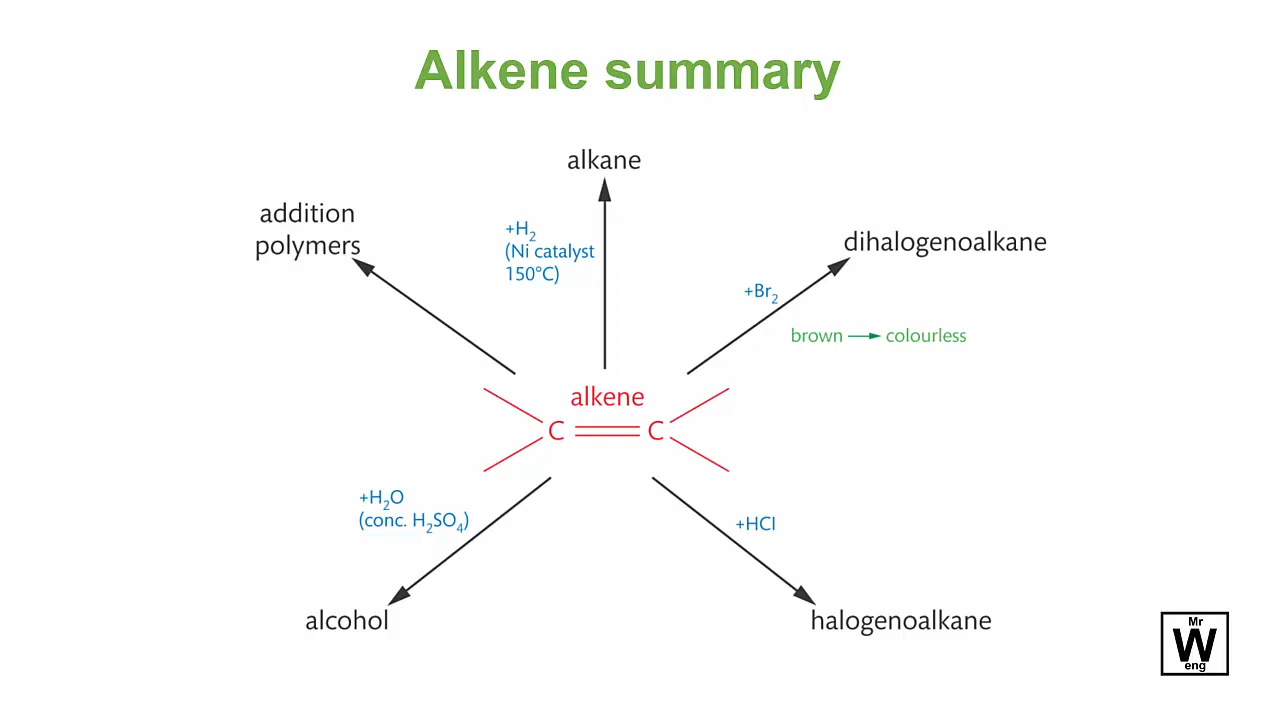 Alkene summary
alkane
addition
polymers
+H₂
(Ni catalyst
150°C)
dihalogenoalkane
+Br₂
brown → colourless
alkene
C C
+H₂O
(conc. H₂SO₄)
+HCl
alcohol
halogenoalkane
Mr
W
eng